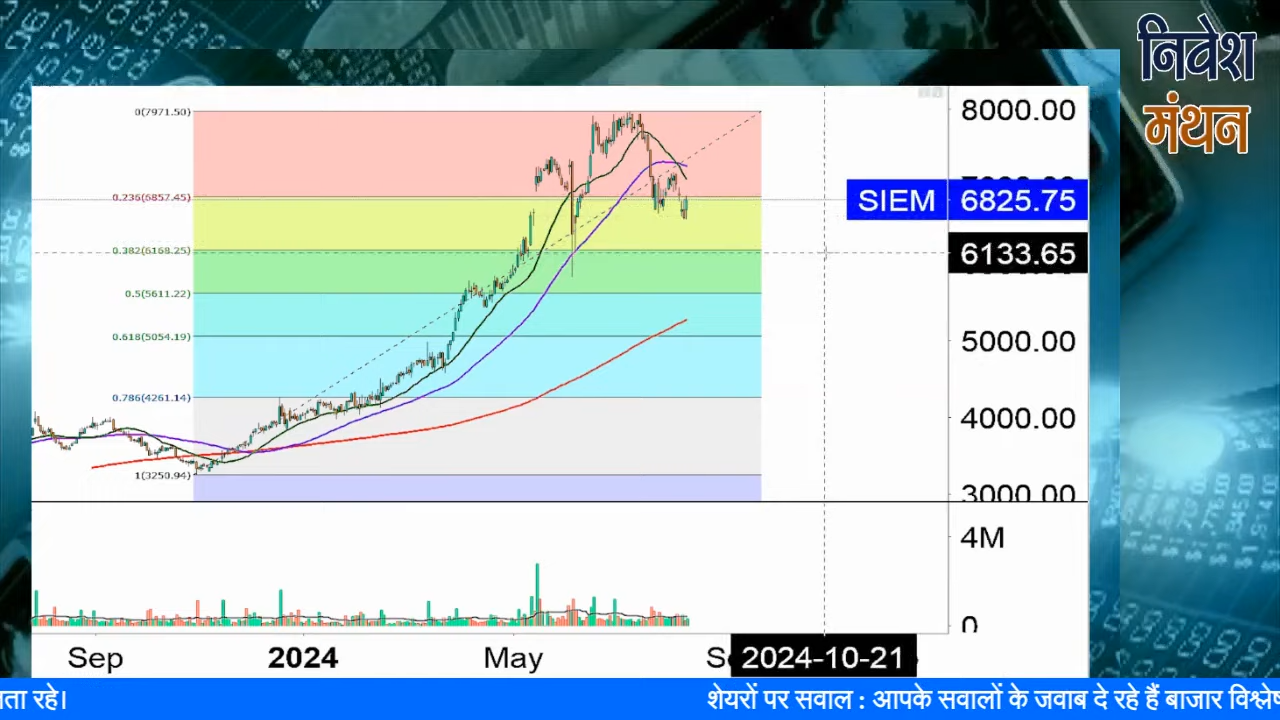 निवेश
मंथन
0(7971.50)
8000.00
0.236(6857.45)
SIEM 6825.75
0.382(6168.25)
6133.65
0.5(5611.22)
0.618(5054.19)
5000.00
0.786(4261.14)
4000.00
1(3250.94)
3000.00
4M
0
Sep 2024 May 2024-10-21
ता रहे। शेयरों पर सवाल : आपके सवालों के जवाब दे रहे हैं बाजार विश्ले